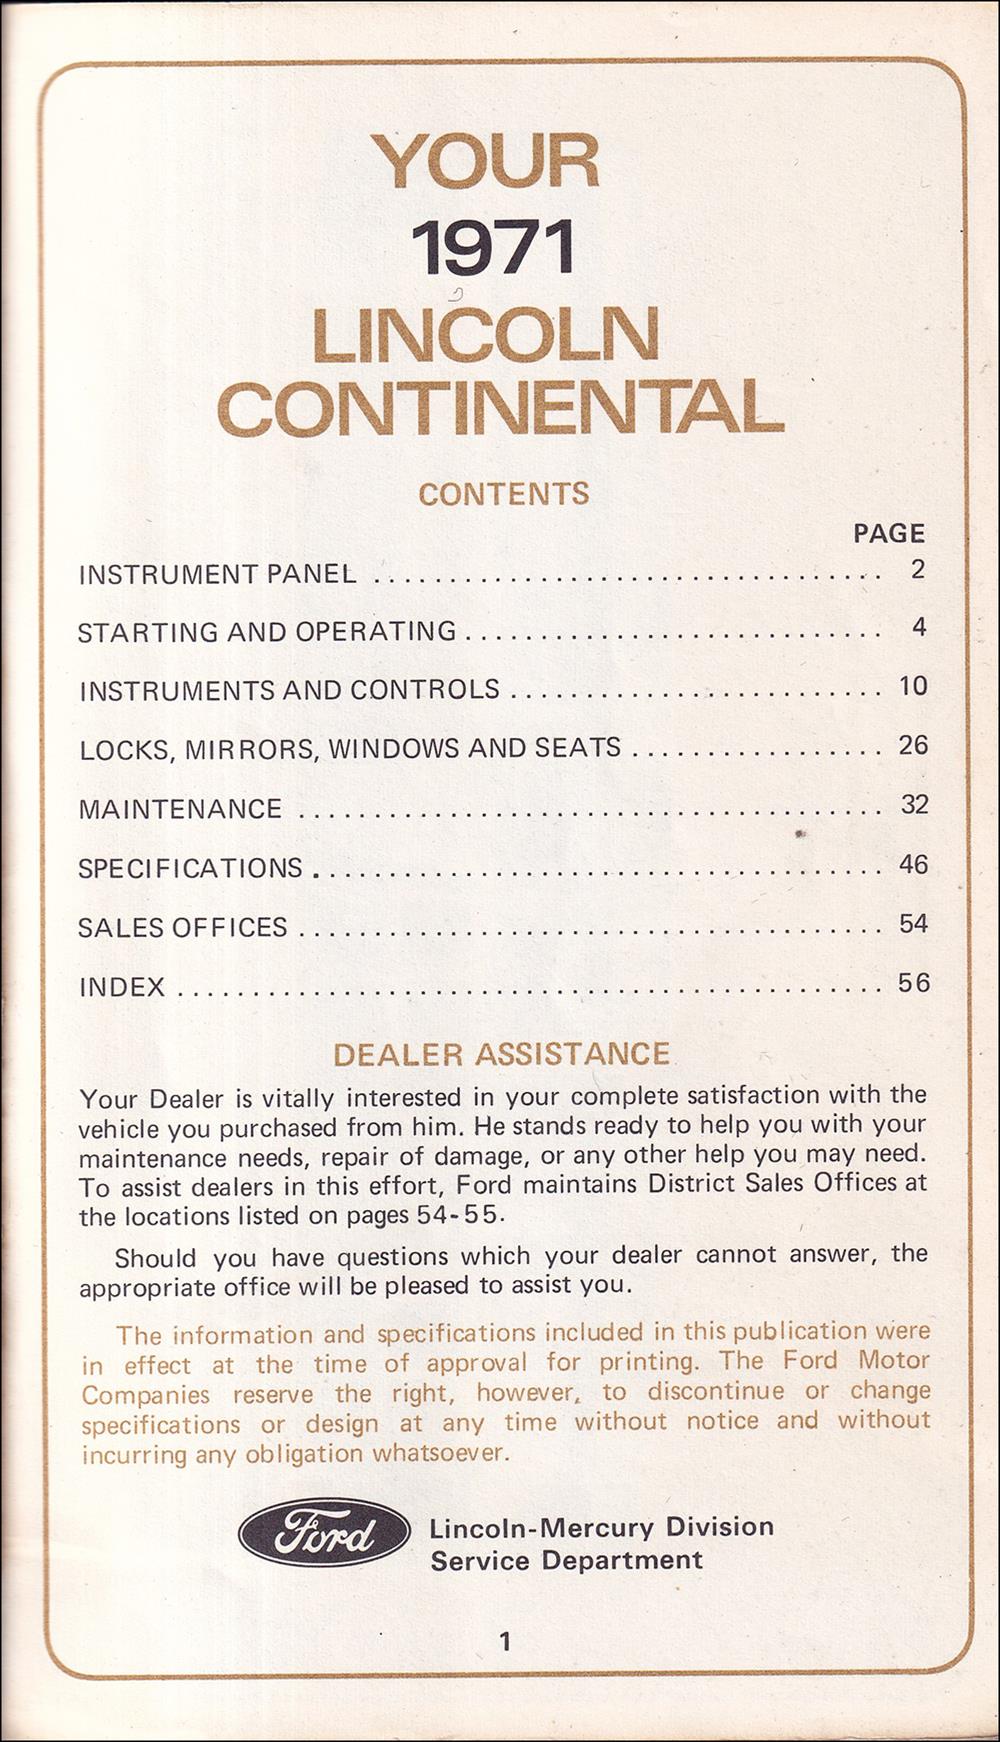 YOUR
1971
LINCOLN
CONTINENTAL
CONTENTS
PAGE
INSTRUMENT PANEL .................................. 2
STARTING AND OPERATING ............................ 4
INSTRUMENTS AND CONTROLS ......................... 10
LOCKS, MIRRORS, WINDOWS AND SEATS ................. 26
MAINTENANCE ....................................... 32
SPECIFICATIONS ...................................... 46
SALES OFFICES ....................................... 54
INDEX ............................................... 56
DEALER ASSISTANCE
Your Dealer is vitally interested in your complete satisfaction with the
vehicle you purchased from him. He stands ready to help you with your
maintenance needs, repair of damage, or any other help you may need.
To assist dealers in this effort, Ford maintains District Sales Offices at
the locations listed on pages 54-55.
Should you have questions which your dealer cannot answer, the
appropriate office will be pleased to assist you.
The information and specifications included in this publication were
in effect at the time of approval for printing. The Ford Motor
Companies reserve the right, however, to discontinue or change
specifications or design at any time without notice and without
incurring any obligation whatsoever.
Ford
Lincoln-Mercury Division
Service Department
1